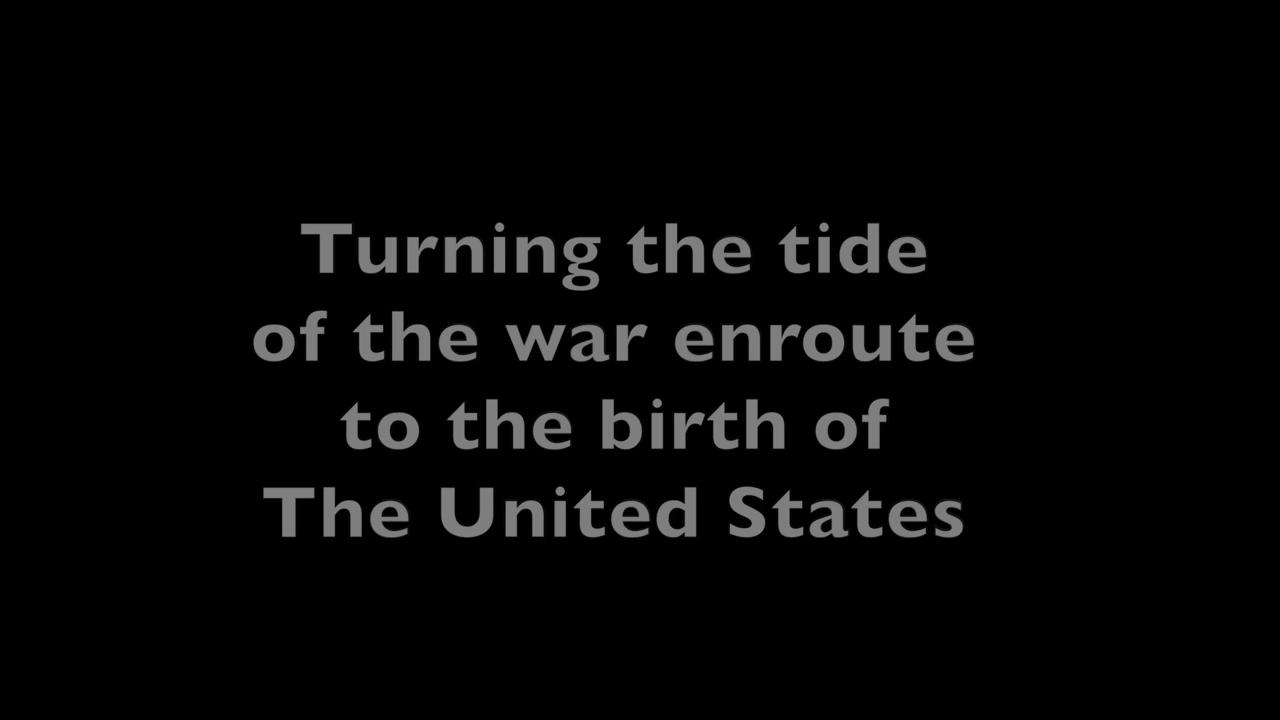 Turning the tide
of the war enroute
to the birth of
The United States